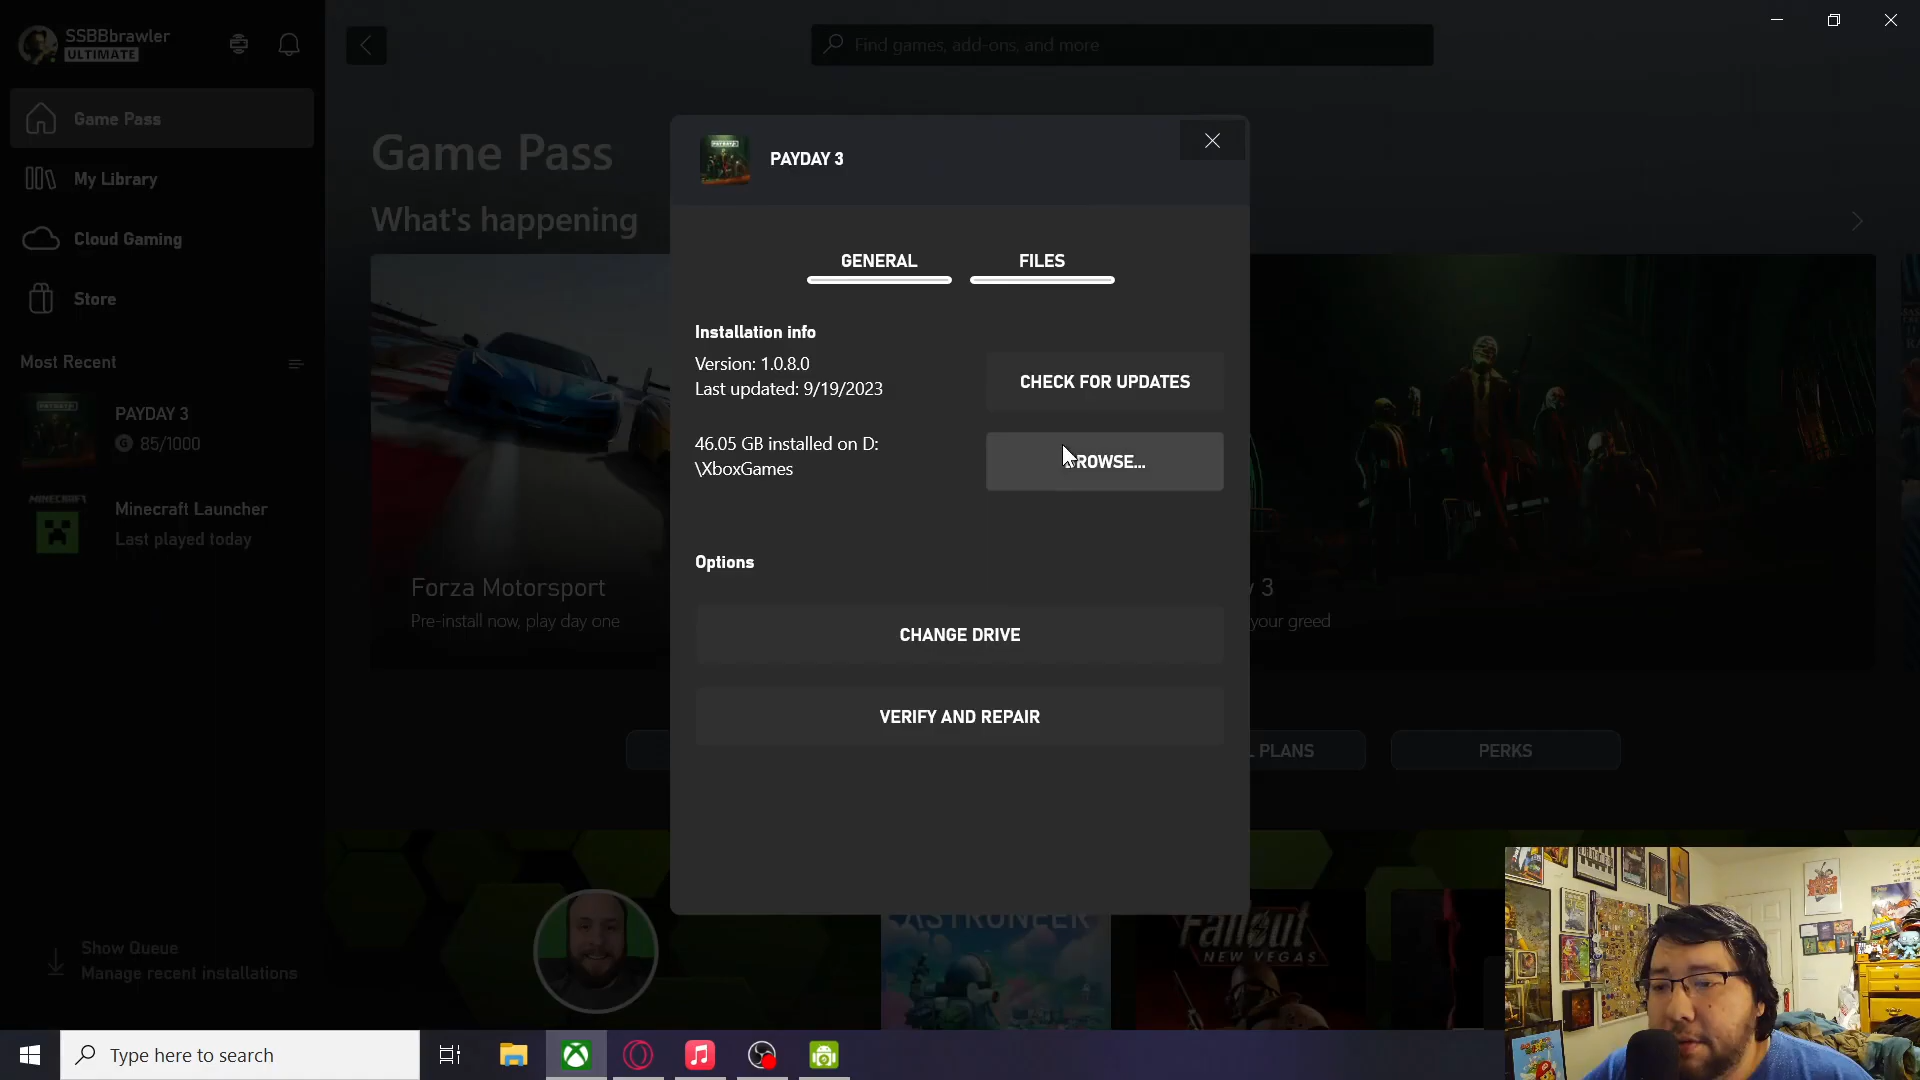 SSBBbrawler
ULTIMATE
Find games, add-ons, and more
Game Pass
My Library
Cloud Gaming
Store
Most Recent
PAYDAY 3
G 85/1000
MINECRAFT
Minecraft Launcher
Last played today
Show Queue
Manage recent installations
Game Pass
What's happening
Forza Motorsport
Pre-install now, play day one
PAYDAY 3
PAYDAY 3
GENERAL
FILES
Installation info
Version: 1.0.8.0
Last updated: 9/19/2023
CHECK FOR UPDATES
46.05 GB installed on D:
\XboxGames
ROWSE...
Options
CHANGE DRIVE
VERIFY AND REPAIR
3
your greed
PLANS
PERKS
ASTRONEER
Fallout
NEW VEGAS
Type here to search